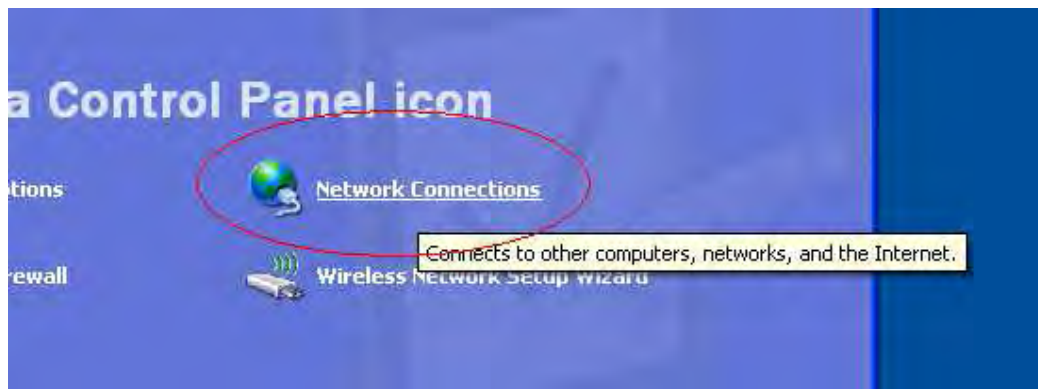 a Control Panel icon
tions
Network Connections
Connects to other computers, networks, and the Internet.
rewall
Wireless Network Setup Wizard